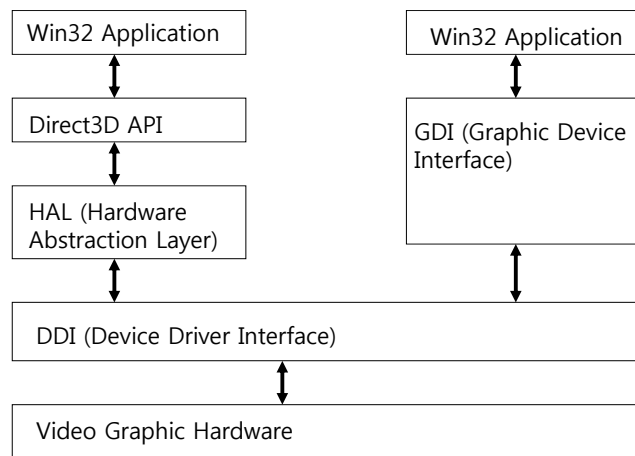 Win32 Application
Win32 Application
Direct3D API
GDI (Graphic Device
Interface)
HAL (Hardware
Abstraction Layer)
DDI (Device Driver Interface)
Video Graphic Hardware